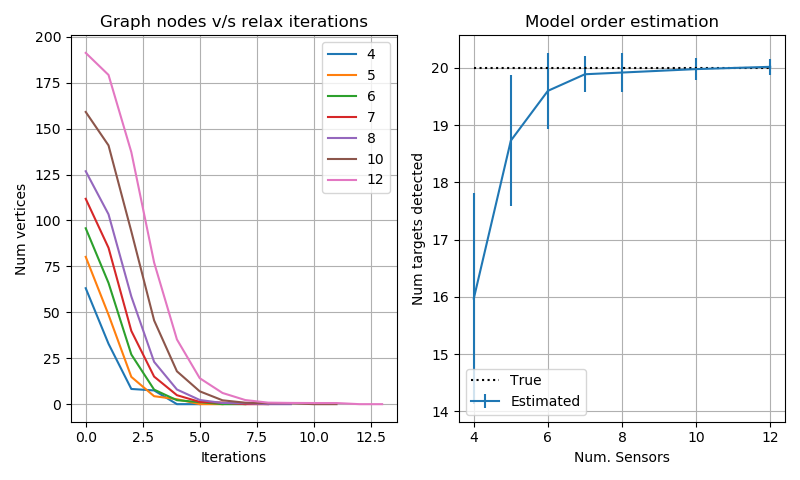 Graph nodes v/s relax iterations
200
175
150
125
100
75
50
25
0
Num vertices
4
5
6
7
8
10
12
0.0 2.5 5.0 7.5 10.0 12.5
Iterations
Model order estimation
20
19
18
17
16
15
14
Num targets detected
True
Estimated
4 6 8 10 12
Num. Sensors